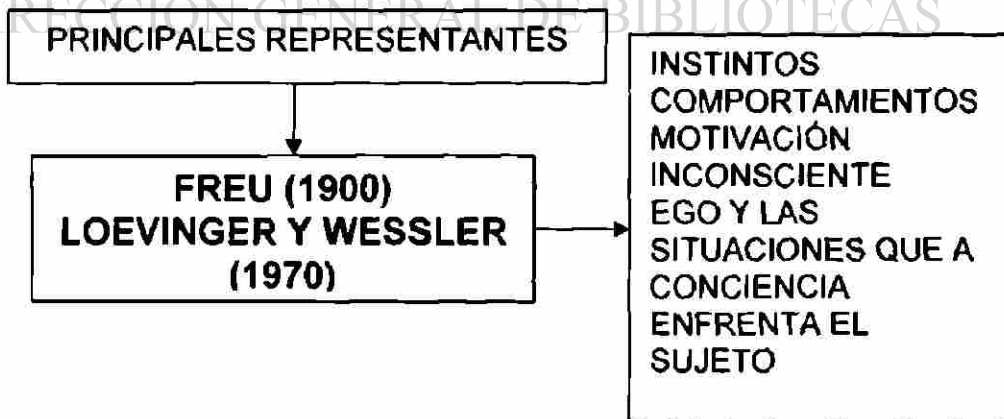 RECCIÓN GENERAL DE BIBLIOTECAS
PRINCIPALES REPRESENTANTES
FREU (1900)
LOEVINGER Y WESSLER
(1970)
INSTINTOS
COMPORTAMIENTOS
MOTIVACIÓN
INCONSCIENTE
EGO Y LAS
SITUACIONES QUE A
CONCIENCIA
ENFRENTA EL
SUJETO